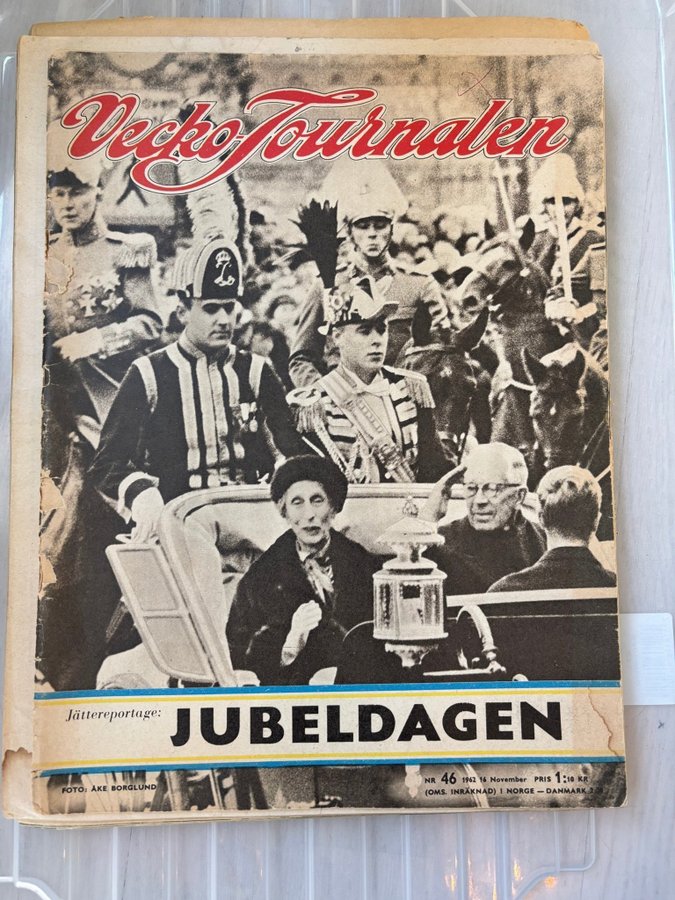 VeckoJournalen
Jättereportage: JUBELDAGEN
FOTO: ÅKE BORGLUND
NR 46 1962 16 November PRIS 1:10 KR
(OMS. INRÄKNAD) I NORGE — DANMARK